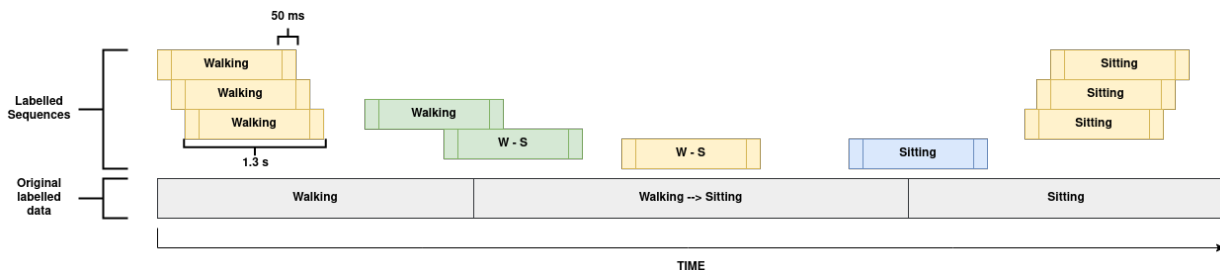 50 ms
Walking
Sitting
Walking
Sitting
Labelled
Sequences
Walking
Walking
Sitting
W - S
W - S
Sitting
1.3 s
Original
labelled
data
Walking
Walking --> Sitting
Sitting
TIME